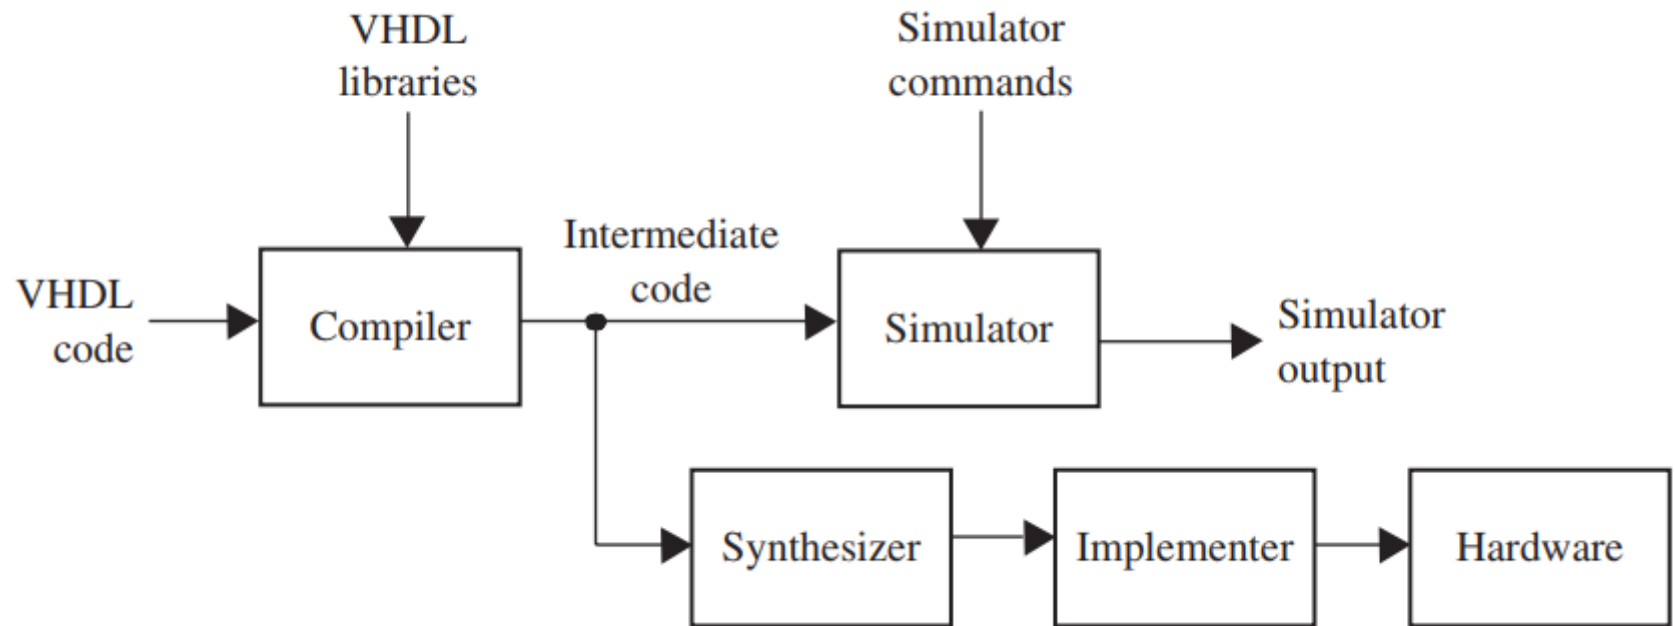 VHDL
libraries
Simulator
commands
Intermediate
code
VHDL
code
Compiler
Simulator
Simulator
output
Synthesizer
Implementer
Hardware